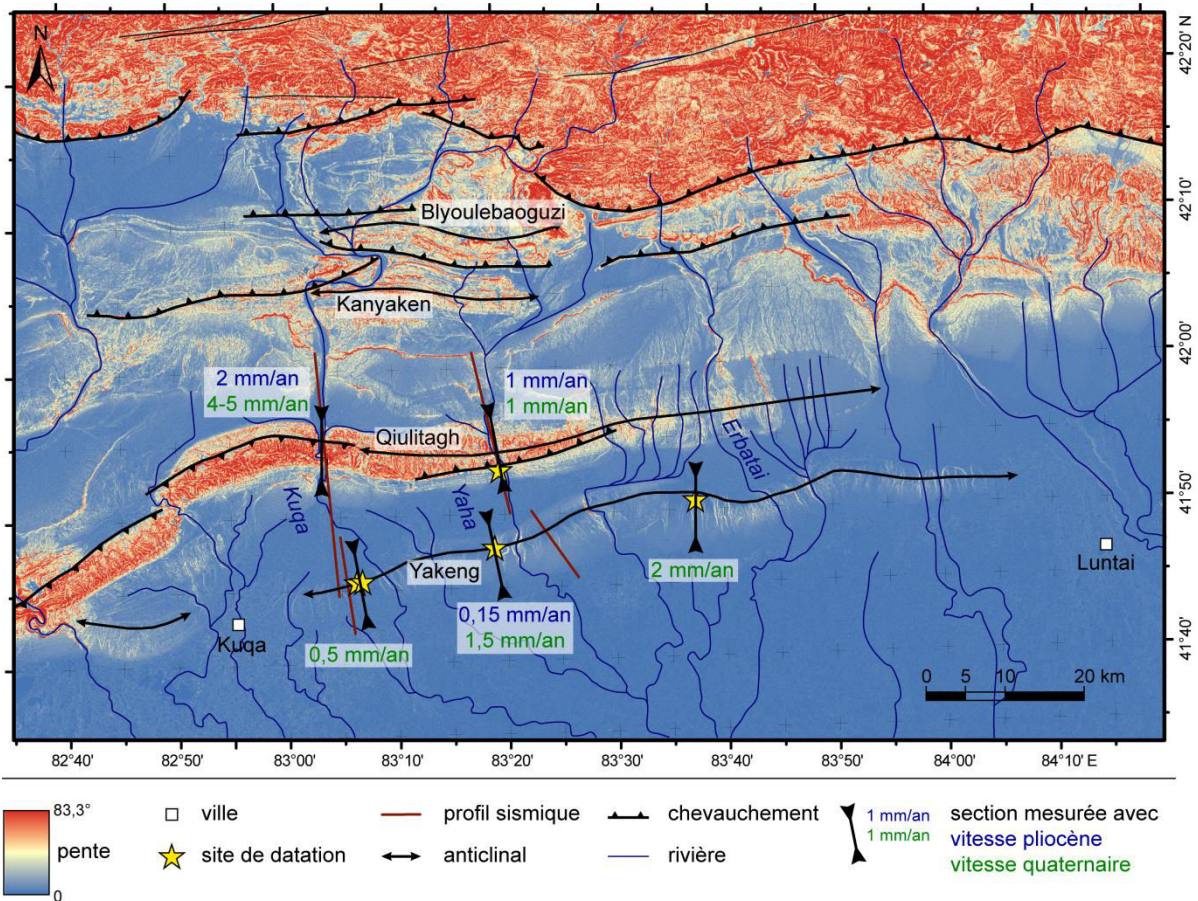 N
42°20' N
42°10'
42°00'
41°50'
41°40'
Blyoulebaoguzi
Kanyaken
2 mm/an
4-5 mm/an
1 mm/an
1 mm/an
Qiulitagh
Erbatai
Kuqa
Yaha
Yakeng
2 mm/an
Luntai
0,15 mm/an
1,5 mm/an
Kuqa
0,5 mm/an
0 5 10 20 km
82°40' 82°50' 83°00' 83°10' 83°20' 83°30' 83°40' 83°50' 84°00' 84°10' E
83,3°
pente
0
ville
site de datation
profil sismique
anticlinal
chevauchement
rivière
1 mm/an
1 mm/an
section mesurée avec
vitesse pliocène
vitesse quaternaire